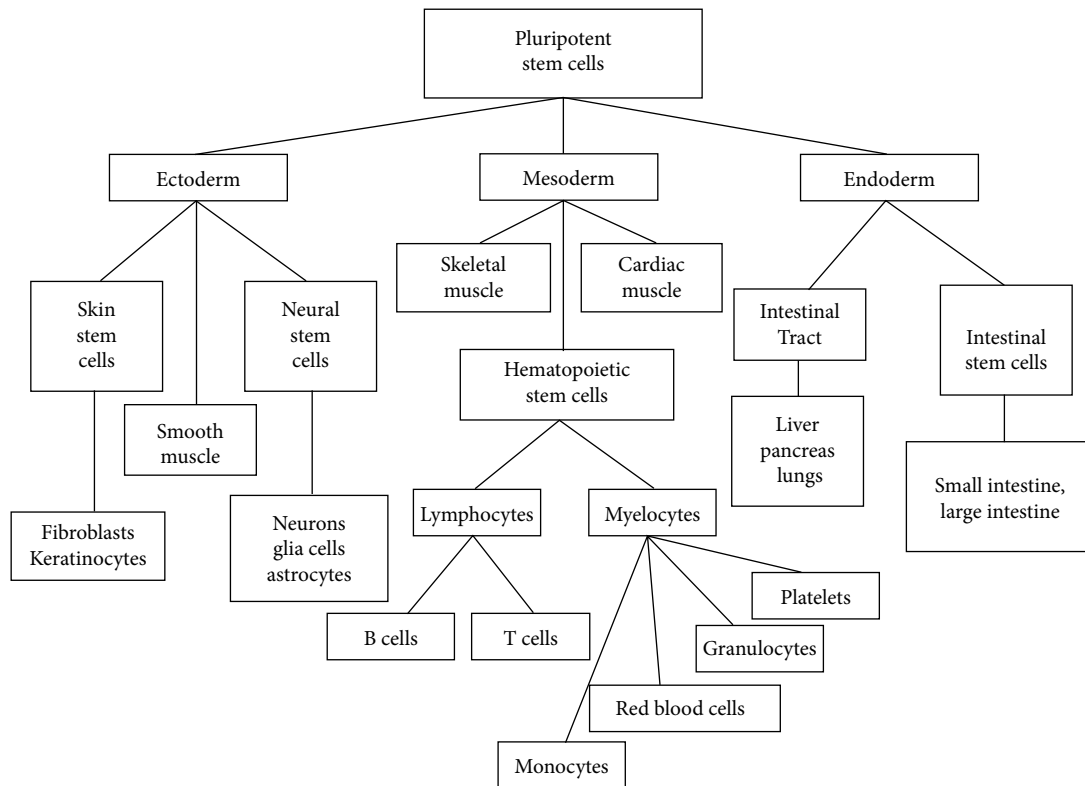 Pluripotent
stem cells
Ectoderm
Mesoderm
Endoderm
Skeletal
muscle
Cardiac
muscle
Skin
stem
cells
Neural
stem
cells
Intestinal
Tract
Intestinal
stem cells
Hematopoietic
stem cells
Smooth
muscle
Liver
pancreas
lungs
Small intestine,
large intestine
Fibroblasts
Keratinocytes
Neurons
glia cells
astrocytes
Lymphocytes
Myelocytes
Platelets
B cells
T cells
Granulocytes
Red blood cells
Monocytes